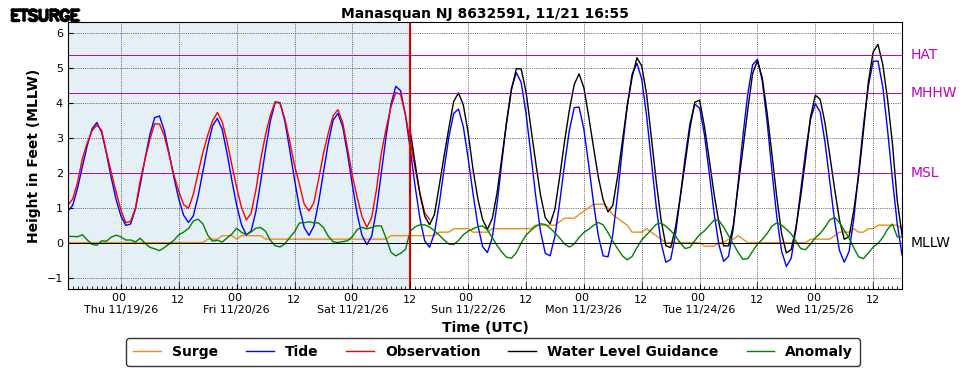 ETSURGE
Manasquan NJ 8632591, 11/21 16:55
Height in Feet (MLLW)
6
5
4
3
2
1
0
−1
HAT
MHHW
MSL
MLLW
00 12 00 12 00 12 00 12 00 12 00 12 00 12
Thu 11/19/26 Fri 11/20/26 Sat 11/21/26 Sun 11/22/26 Mon 11/23/26 Tue 11/24/26 Wed 11/25/26
Time (UTC)
Surge Tide Observation Water Level Guidance Anomaly